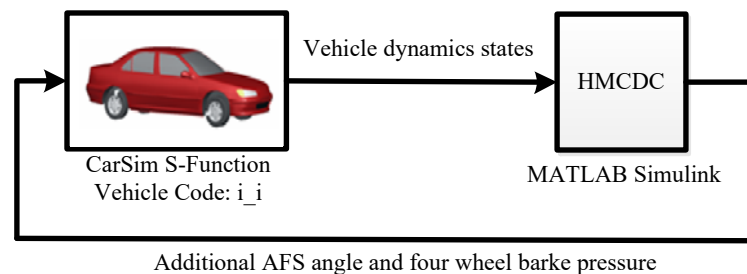 Vehicle dynamics states
HMCDC
CarSim S-Function
Vehicle Code: i_i
MATLAB Simulink
Additional AFS angle and four wheel barke pressure